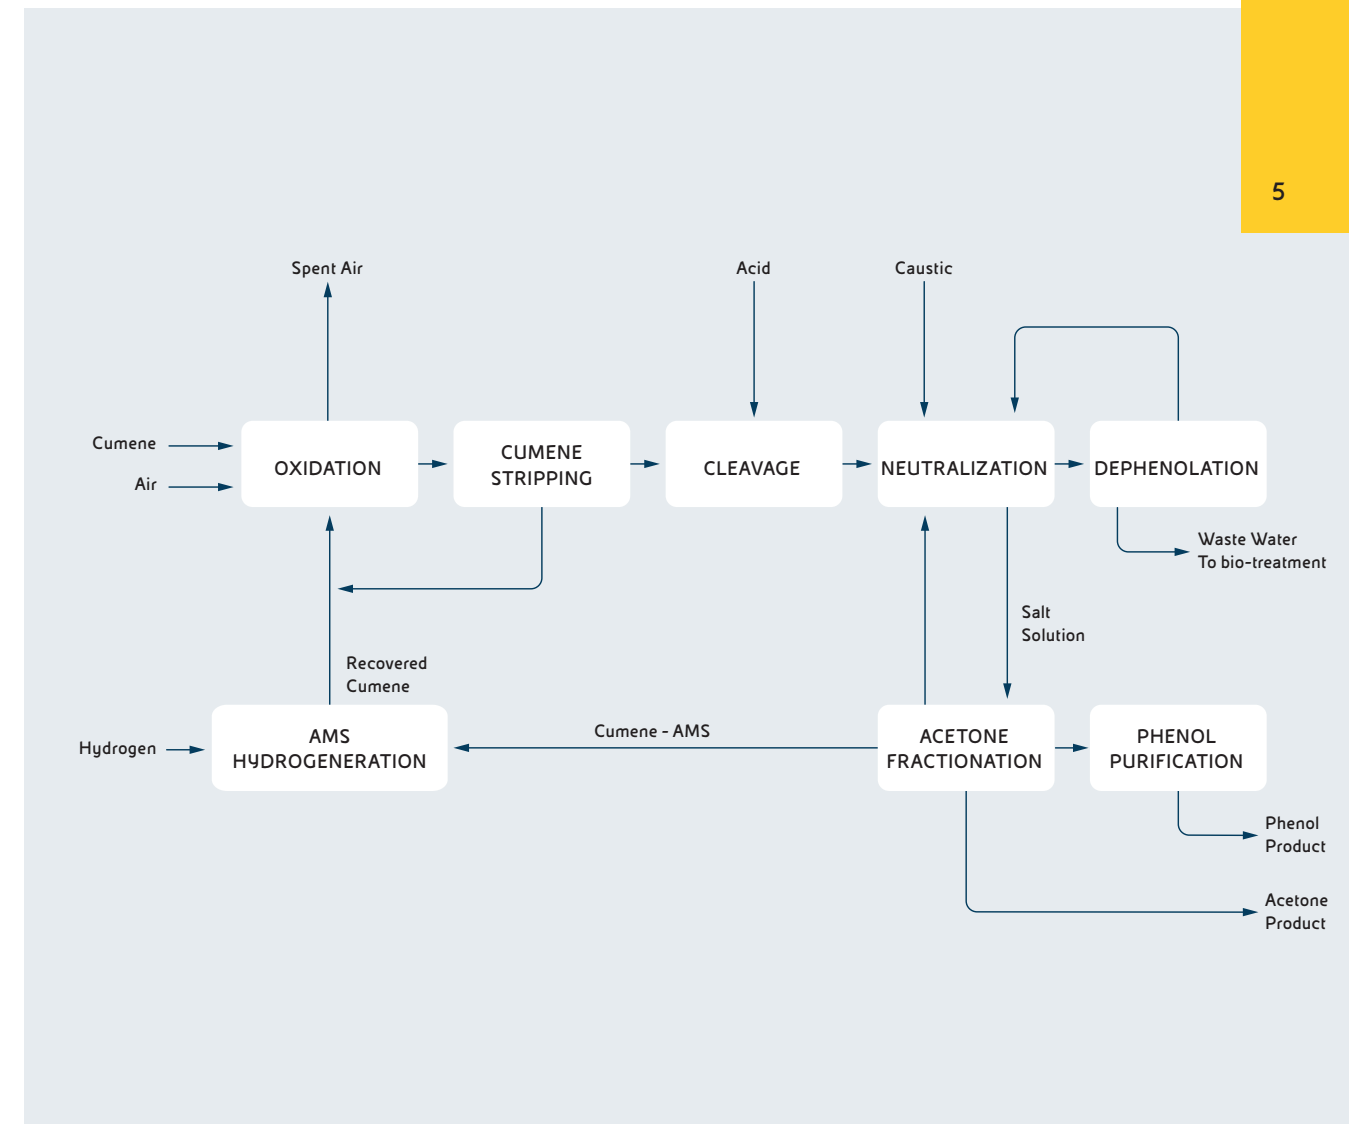 5
Spent Air
Acid
Caustic
Cumene
Air
OXIDATION
CUMENE
STRIPPING
CLEAVAGE
NEUTRALIZATION
DEPHENOLATION
Waste Water
To bio-treatment
Salt
Solution
Recovered
Cumene
Hydrogen
AMS
HYDROGENERATION
Cumene - AMS
ACETONE
FRACTIONATION
PHENOL
PURIFICATION
Phenol
Product
Acetone
Product